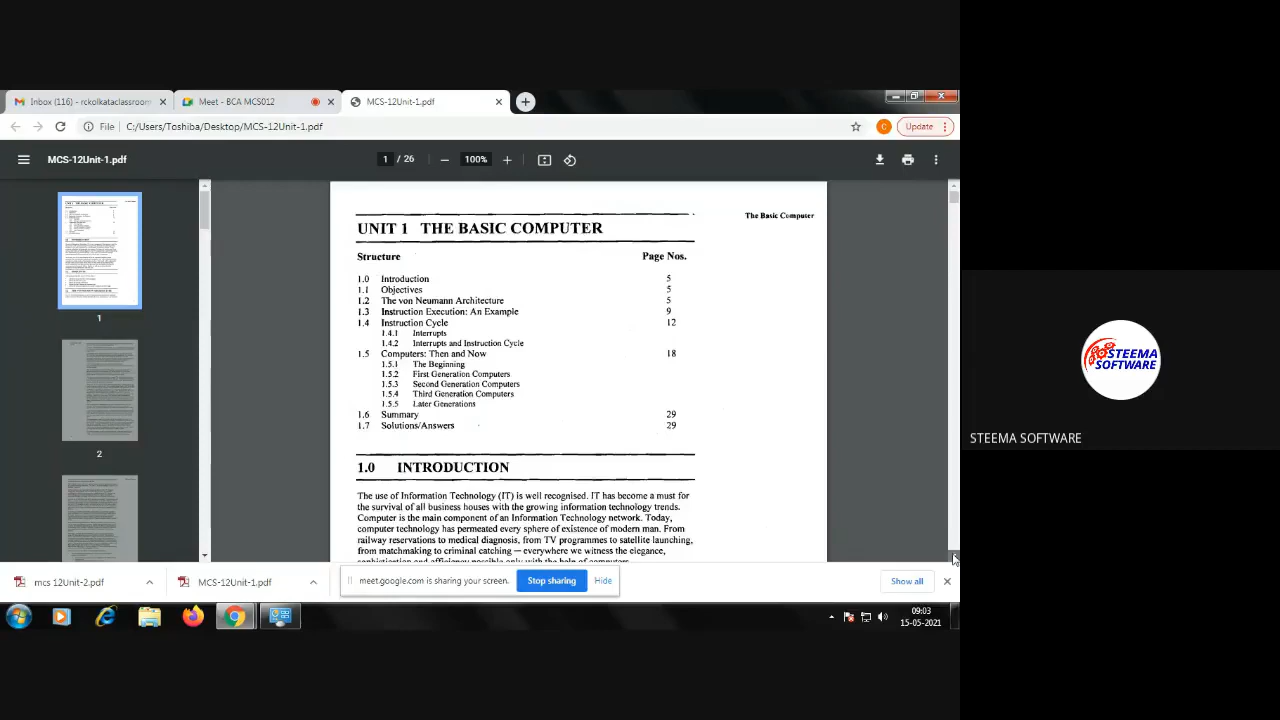 Inbox (116) - rckolkataclassroom
Meet - BCA MCS012
MCS-12Unit-1.pdf
File
C:/Users/Toshiba/Desktop/MCS-12Unit-1.pdf
C
Update
MCS-12Unit-1.pdf
1 / 26
100%
The Basic Computer
UNIT 1 THE BASIC COMPUTER
Structure Page Nos.
1.0 Introduction 5
1.1 Objectives 5
1.2 The von Neumann Architecture 5
1.3 Instruction Execution: An Example 9
1.4 Instruction Cycle 12
1.4.1 Interrupts
1.4.2 Interrupts and Instruction Cycle
1.5 Computers: Then and Now 18
1.5.1 The Beginning
1.5.2 First Generation Computers
1.5.3 Second Generation Computers
1.5.4 Third Generation Computers
1.5.5 Later Generations
1.6 Summary 29
1.7 Solutions/Answers 29
1.0 INTRODUCTION
The use of Information Technology (IT) is well recognised. IT has become a must for
the survival of all business houses with the growing information technology trends.
Computer is the main component of an Information Technology network. Today,
computer technology has permeated every sphere of existence of modern man. From
railway reservations to medical diagnosis, from TV programmes to satellite launching,
from matchmaking to criminal catching — everywhere we witness the elegance,
sophistication and efficiency possible only with the help of computers.
1
2
mcs 12Unit-2.pdf
MCS-12Unit-1.pdf
meet.google.com is sharing your screen.
Stop sharing
Hide
Show all
09:03
15-05-2021
STEEMA
SOFTWARE
STEEMA SOFTWARE